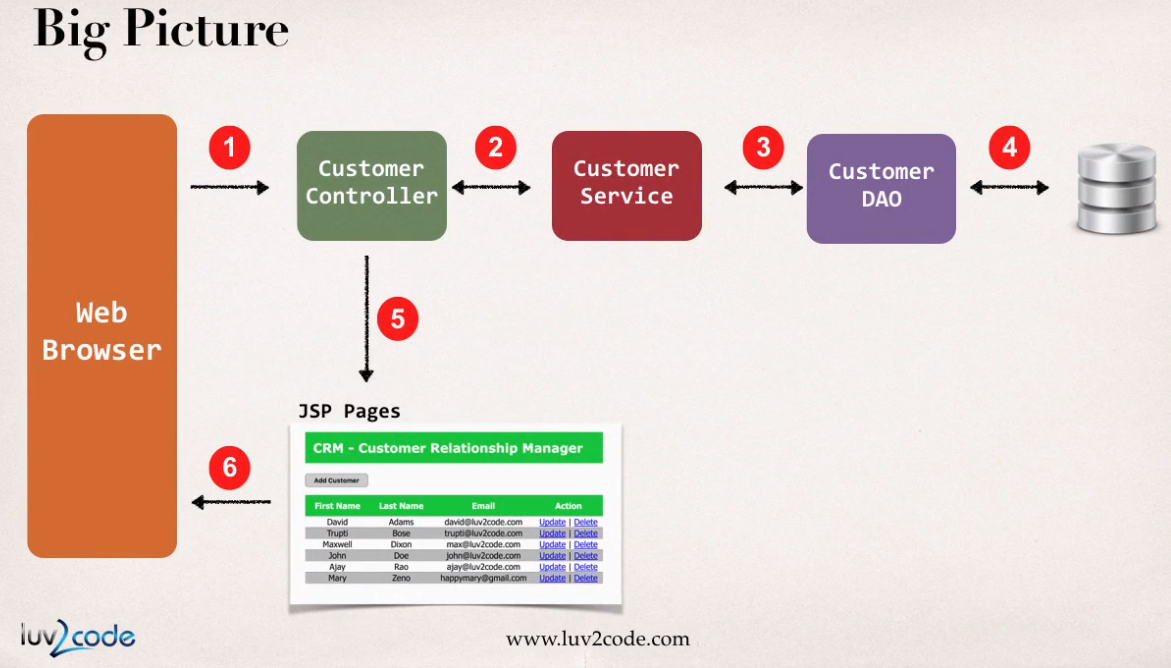 Big Picture
1
2
3
4
Customer
Controller
Customer
Service
Customer
DAO
Web
Browser
5
JSP Pages
CRM - Customer Relationship Manager
Add Customer
First Name Last Name Email Action
David Adams david@luv2code.com Update | Delete
Trupti Bose trupti@luv2code.com Update | Delete
Maxwell Dixon max@luv2code.com Update | Delete
John Doe john@luv2code.com Update | Delete
Ajay Rao ajay@luv2code.com Update | Delete
Mary Zeno happymary@gmail.com Update | Delete
6
luv2code
www.luv2code.com